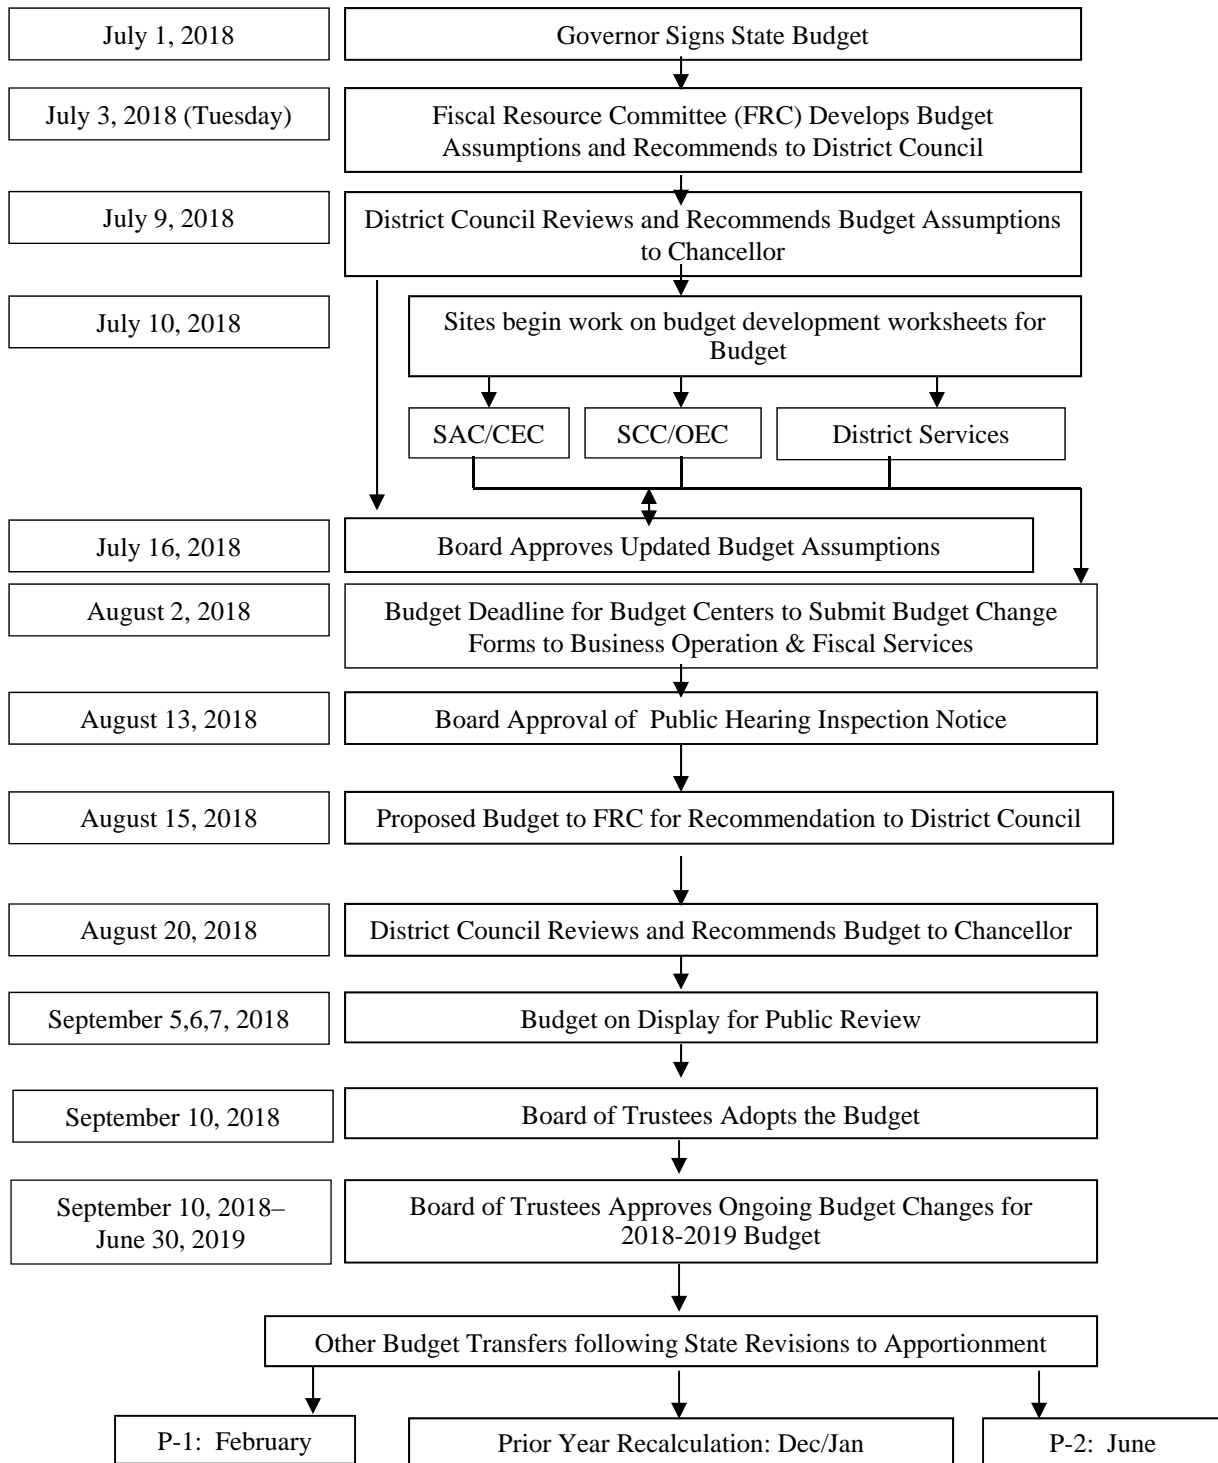 July 1, 2018
Governor Signs State Budget
July 3, 2018 (Tuesday)
Fiscal Resource Committee (FRC) Develops Budget
Assumptions and Recommends to District Council
July 9, 2018
District Council Reviews and Recommends Budget Assumptions
to Chancellor
July 10, 2018
Sites begin work on budget development worksheets for
Budget
SAC/CEC
SCC/OEC
District Services
July 16, 2018
Board Approves Updated Budget Assumptions
August 2, 2018
Budget Deadline for Budget Centers to Submit Budget Change
Forms to Business Operation & Fiscal Services
August 13, 2018
Board Approval of  Public Hearing Inspection Notice
August 15, 2018
Proposed Budget to FRC for Recommendation to District Council
August 20, 2018
District Council Reviews and Recommends Budget to Chancellor
September 5,6,7, 2018
Budget on Display for Public Review
September 10, 2018
Board of Trustees Adopts the Budget
September 10, 2018–
June 30, 2019
Board of Trustees Approves Ongoing Budget Changes for
2018-2019 Budget
Other Budget Transfers following State Revisions to Apportionment
P-1:  February
Prior Year Recalculation: Dec/Jan
P-2:  June